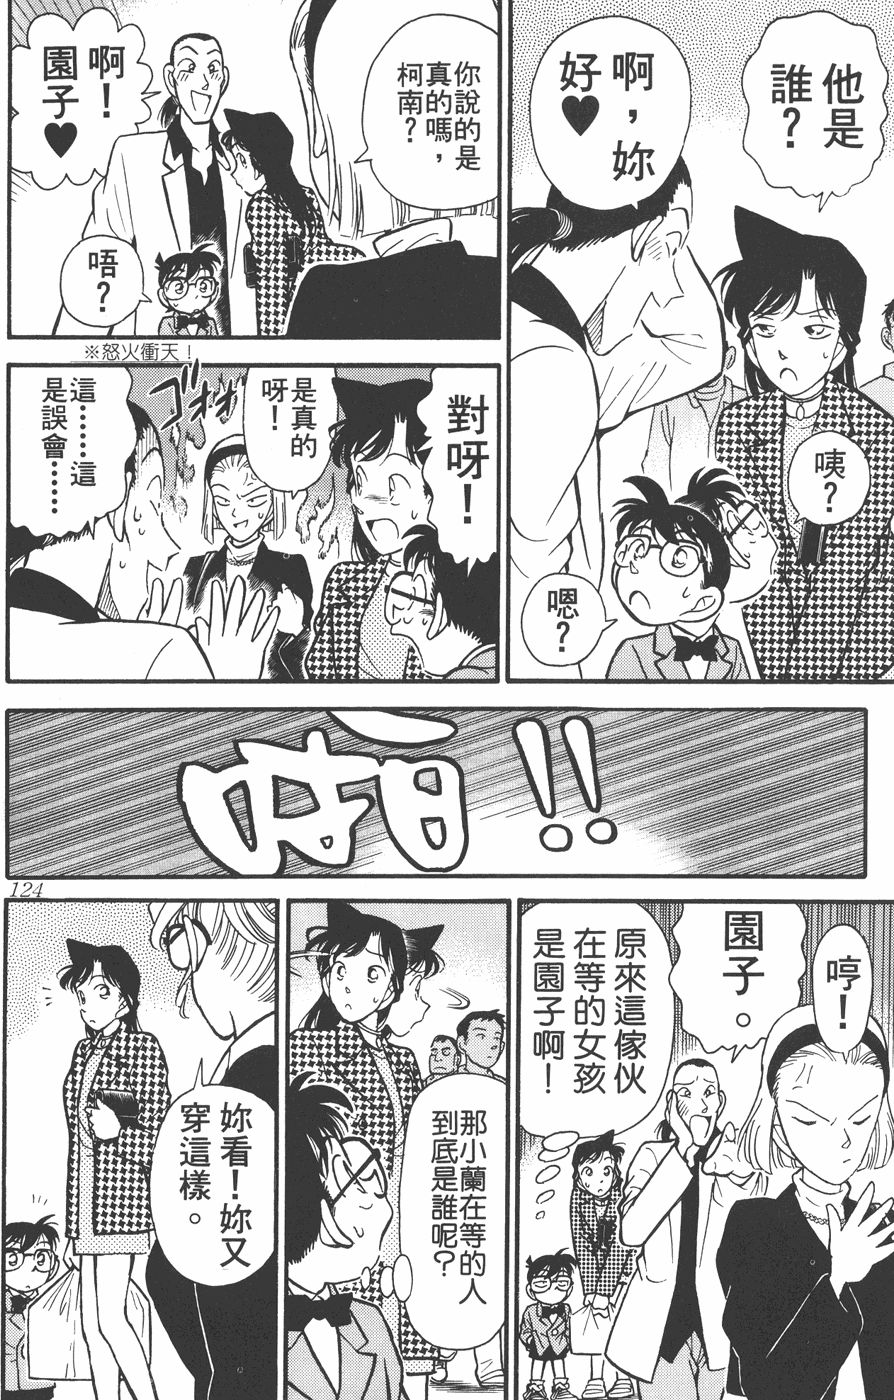 他是
誰？
啊，妳
好♥
咦？
嗯？
你說的是
真的嗎，
柯南？
啊！
園子♥
唔？
※怒火衝天！
對呀！
是真的
呀！
ゴオオ
這……這
是誤會……
啪!!
124
哼！
園子。
原來這傢伙
在等的女孩
是園子啊！
那小蘭在等的人
到底是誰呢？
妳看！妳又
穿這樣。